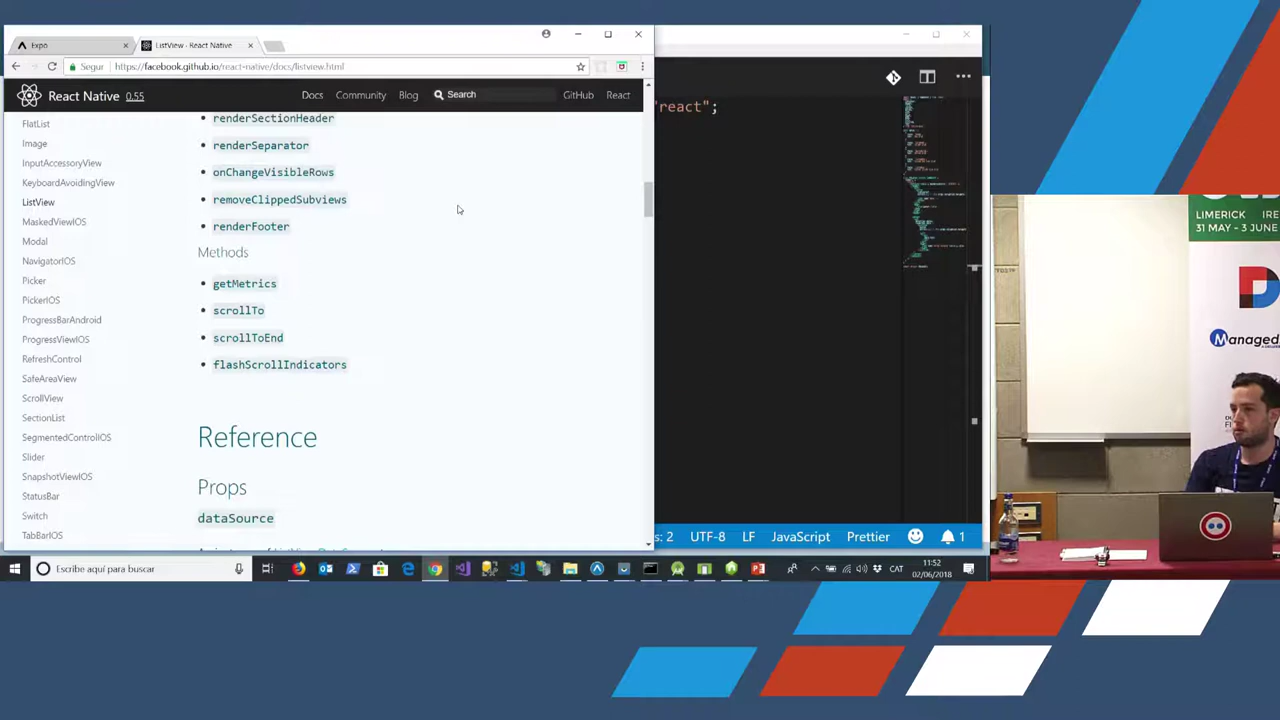 Expo
ListView · React Native
Segur
https://facebook.github.io/react-native/docs/listview.html
React Native 0.55
Docs
Community
Blog
Search
GitHub
React
FlatList
Image
InputAccessoryView
KeyboardAvoidingView
ListView
MaskedViewIOS
Modal
NavigatorIOS
Picker
PickerIOS
ProgressBarAndroid
ProgressViewIOS
RefreshControl
SafeAreaView
ScrollView
SectionList
SegmentedControlIOS
Slider
SnapshotViewIOS
StatusBar
Switch
TabBarIOS
renderSectionHeader
renderSeparator
onChangeVisibleRows
removeClippedSubviews
renderFooter
Methods
getMetrics
scrollTo
scrollToEnd
flashScrollIndicators
Reference
Props
dataSource
react";
s: 2
UTF-8
LF
JavaScript
Prettier
1
Escribe aquí para buscar
CAT
11:52
02/06/2018
LIMERICK IRE
31 MAY - 3 JUNE
Managed